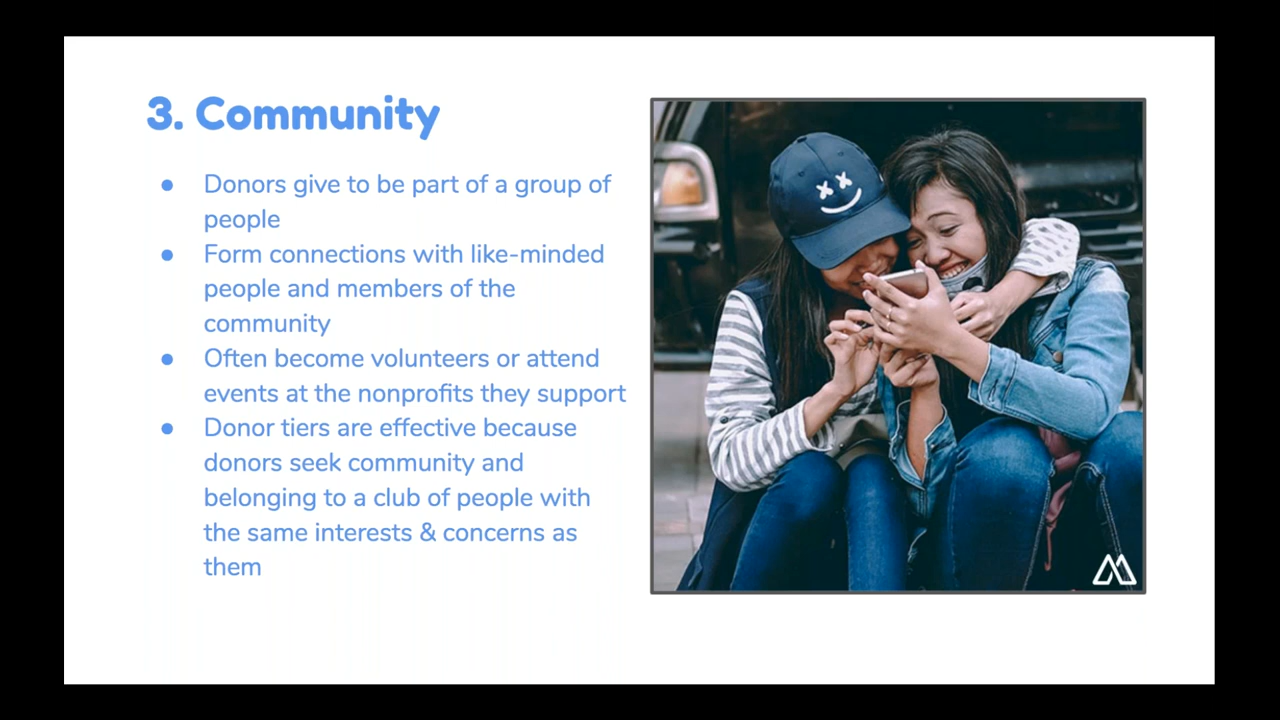 3. Community
● Donors give to be part of a group of
people
● Form connections with like-minded
people and members of the
community
● Often become volunteers or attend
events at the nonprofits they support
● Donor tiers are effective because
donors seek community and
belonging to a club of people with
the same interests & concerns as
them